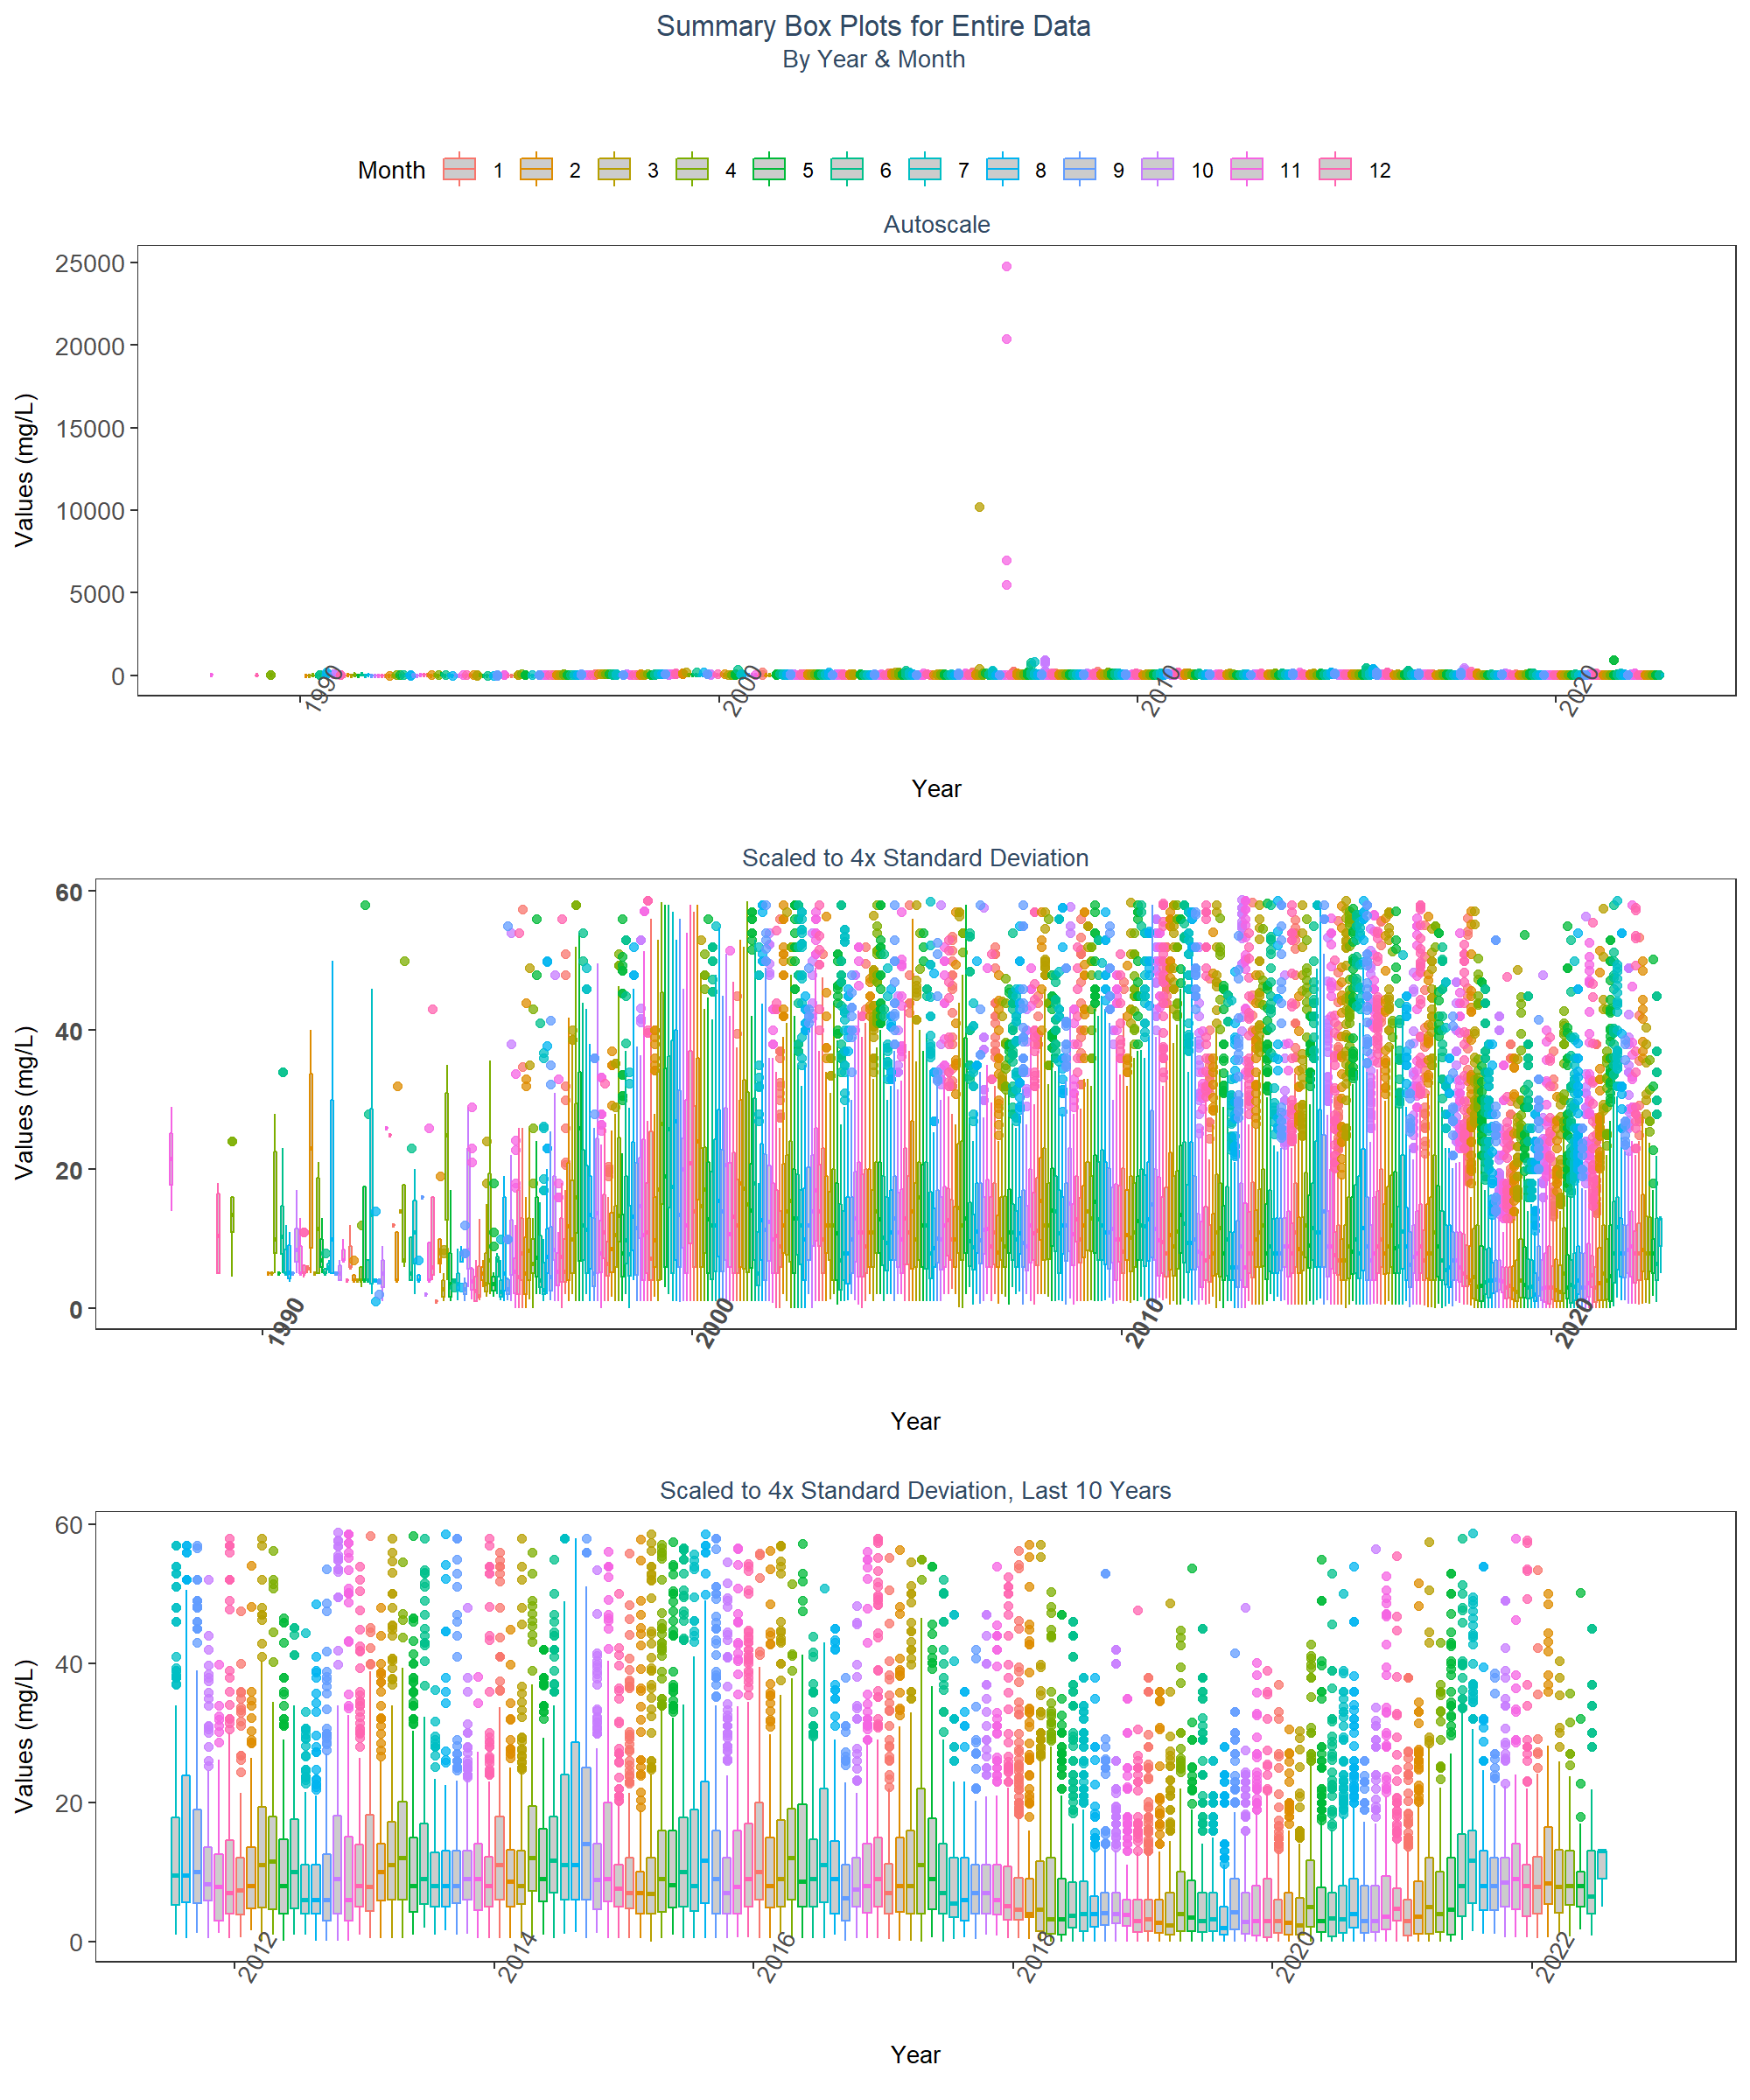 Summary Box Plots for Entire Data
By Year & Month
Month 1 2 3 4 5 6 7 8 9 10 11 12
Autoscale
Values (mg/L)
25000
20000
15000
10000
5000
0
1990 2000 2010 2020
Year
Scaled to 4x Standard Deviation
Values (mg/L)
60
40
20
0
1990 2000 2010 2020
Year
Scaled to 4x Standard Deviation, Last 10 Years
Values (mg/L)
60
40
20
0
2012 2014 2016 2018 2020 2022
Year